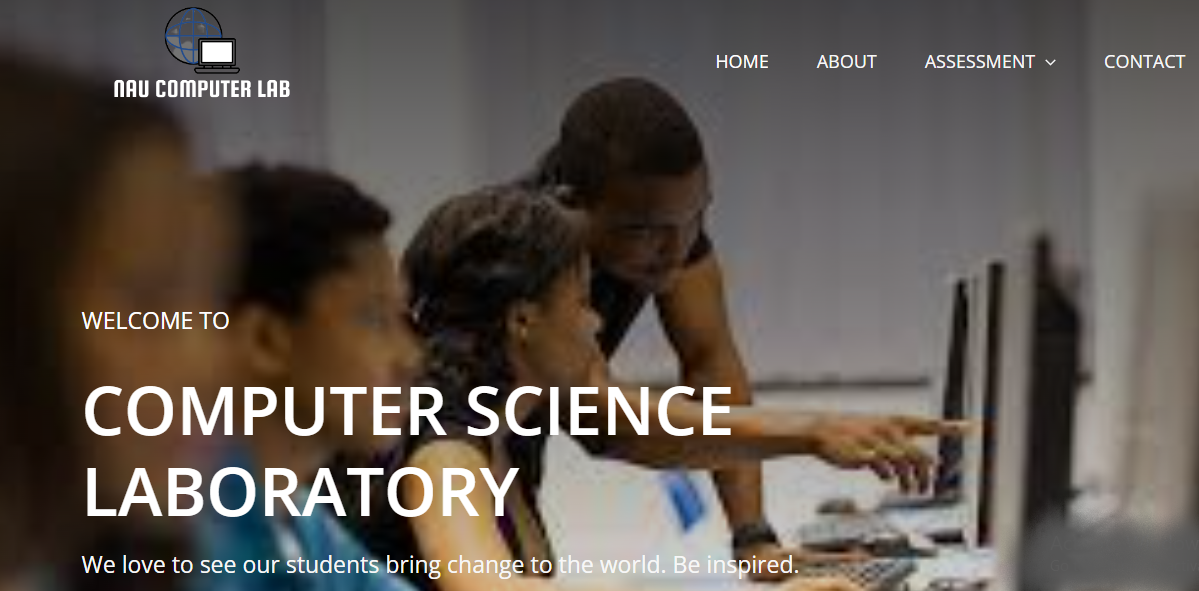 NAU COMPUTER LAB
HOME ABOUT ASSESSMENT CONTACT
WELCOME TO
COMPUTER SCIENCE
LABORATORY
We love to see our students bring change to the world. Be inspired.